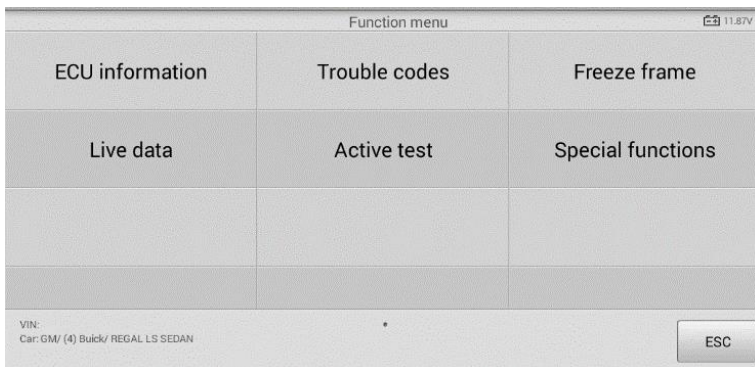 Function menu
11.87V
ECU information
Trouble codes
Freeze frame
Live data
Active test
Special functions
VIN:
Car: GM/ (4) Buick/ REGAL LS SEDAN
ESC